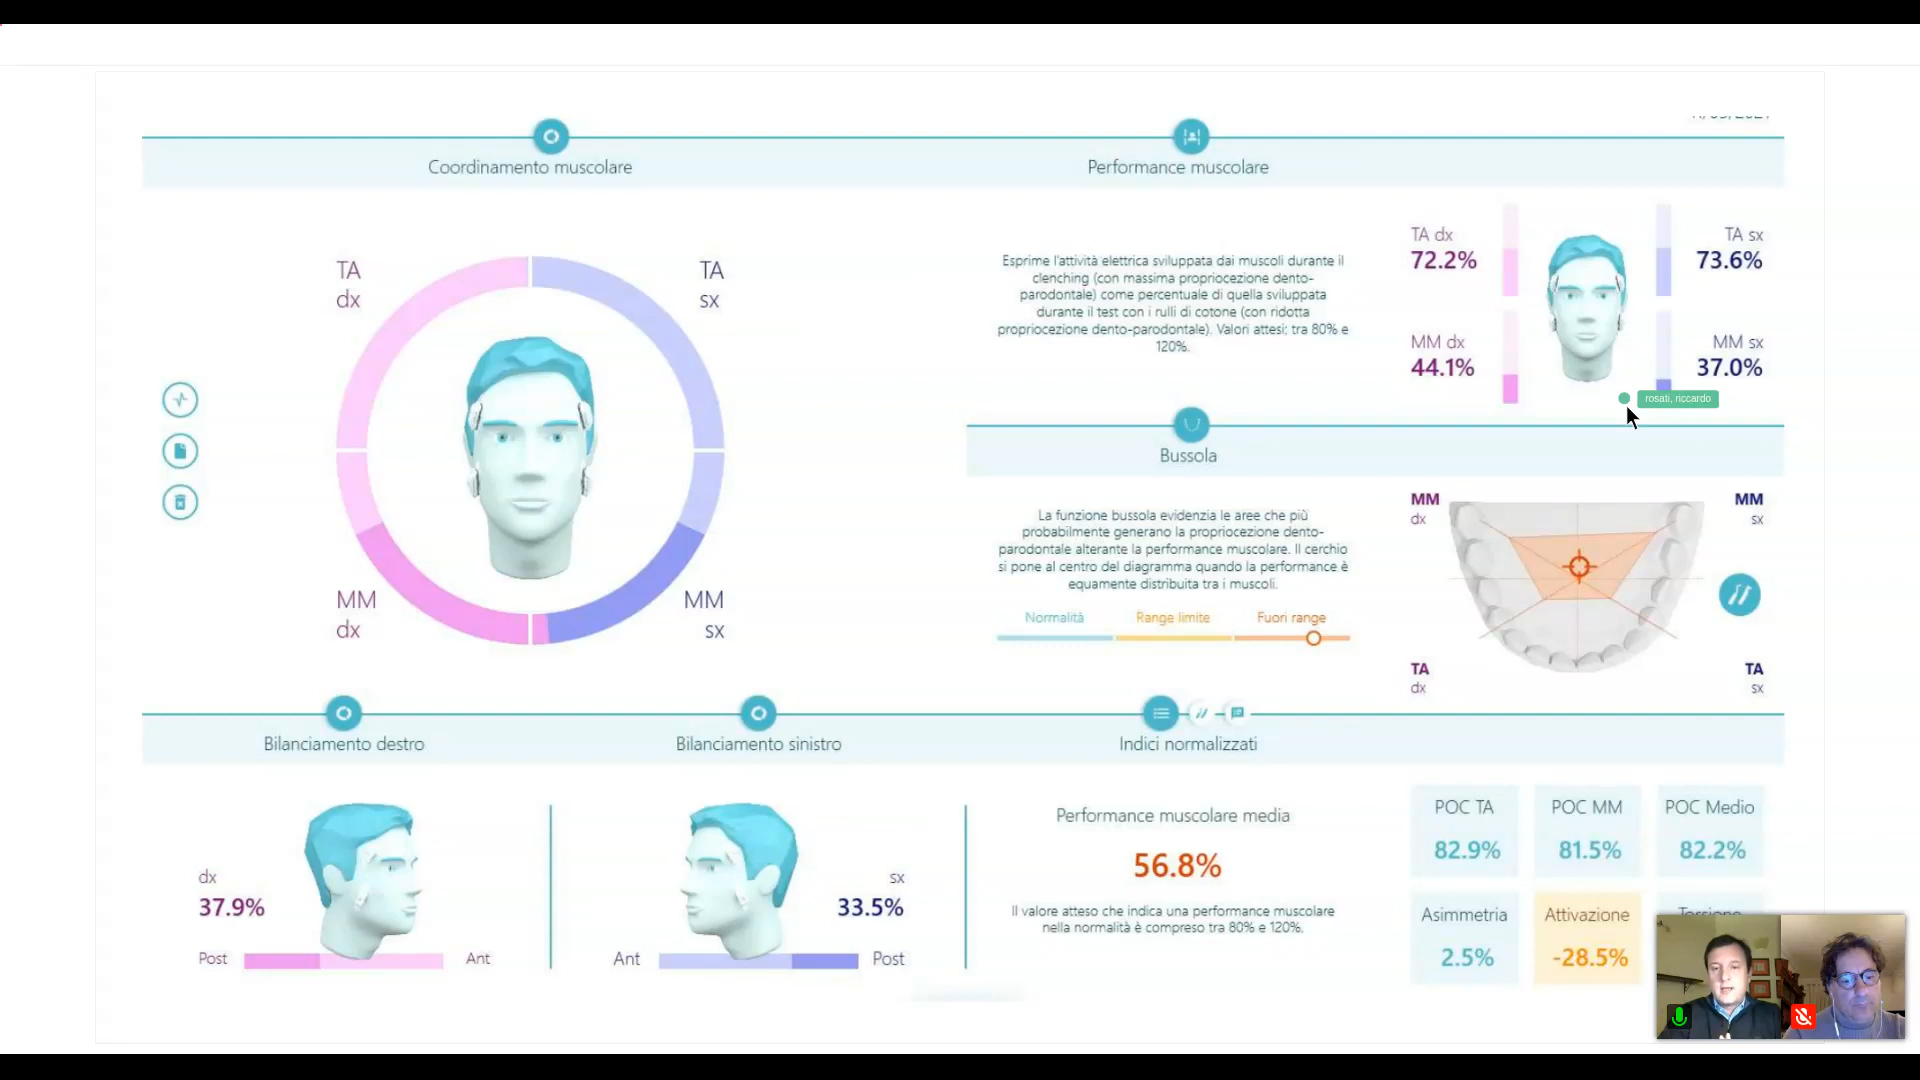 Coordinamento muscolare
Performance muscolare
TA
dx
TA
sx
MM
dx
MM
sx
Esprime l'attività elettrica sviluppata dai muscoli durante il
clenching (con massima propriocezione dento-
parodontale) come percentuale di quella sviluppata
durante il test con i rulli di cotone (con ridotta
propriocezione dento-parodontale). Valori attesi: tra 80% e
120%.
TA dx
72.2%
TA sx
73.6%
MM dx
44.1%
MM sx
37.0%
rosati, riccardo
Bussola
La funzione bussola evidenzia le aree che più
probabilmente generano la propriocezione dento-
parodontale alterante la performance muscolare. Il cerchio
si pone al centro del diagramma quando la performance è
equamente distribuita tra i muscoli.
Normalità
Range limite
Fuori range
MM
dx
MM
sx
TA
dx
TA
sx
Bilanciamento destro
Bilanciamento sinistro
Indici normalizzati
dx
37.9%
Post
Ant
sx
33.5%
Ant
Post
Performance muscolare media
56.8%
Il valore atteso che indica una performance muscolare
nella normalità è compreso tra 80% e 120%.
POC TA
82.9%
POC MM
81.5%
POC Medio
82.2%
Asimmetria
2.5%
Attivazione
-28.5%